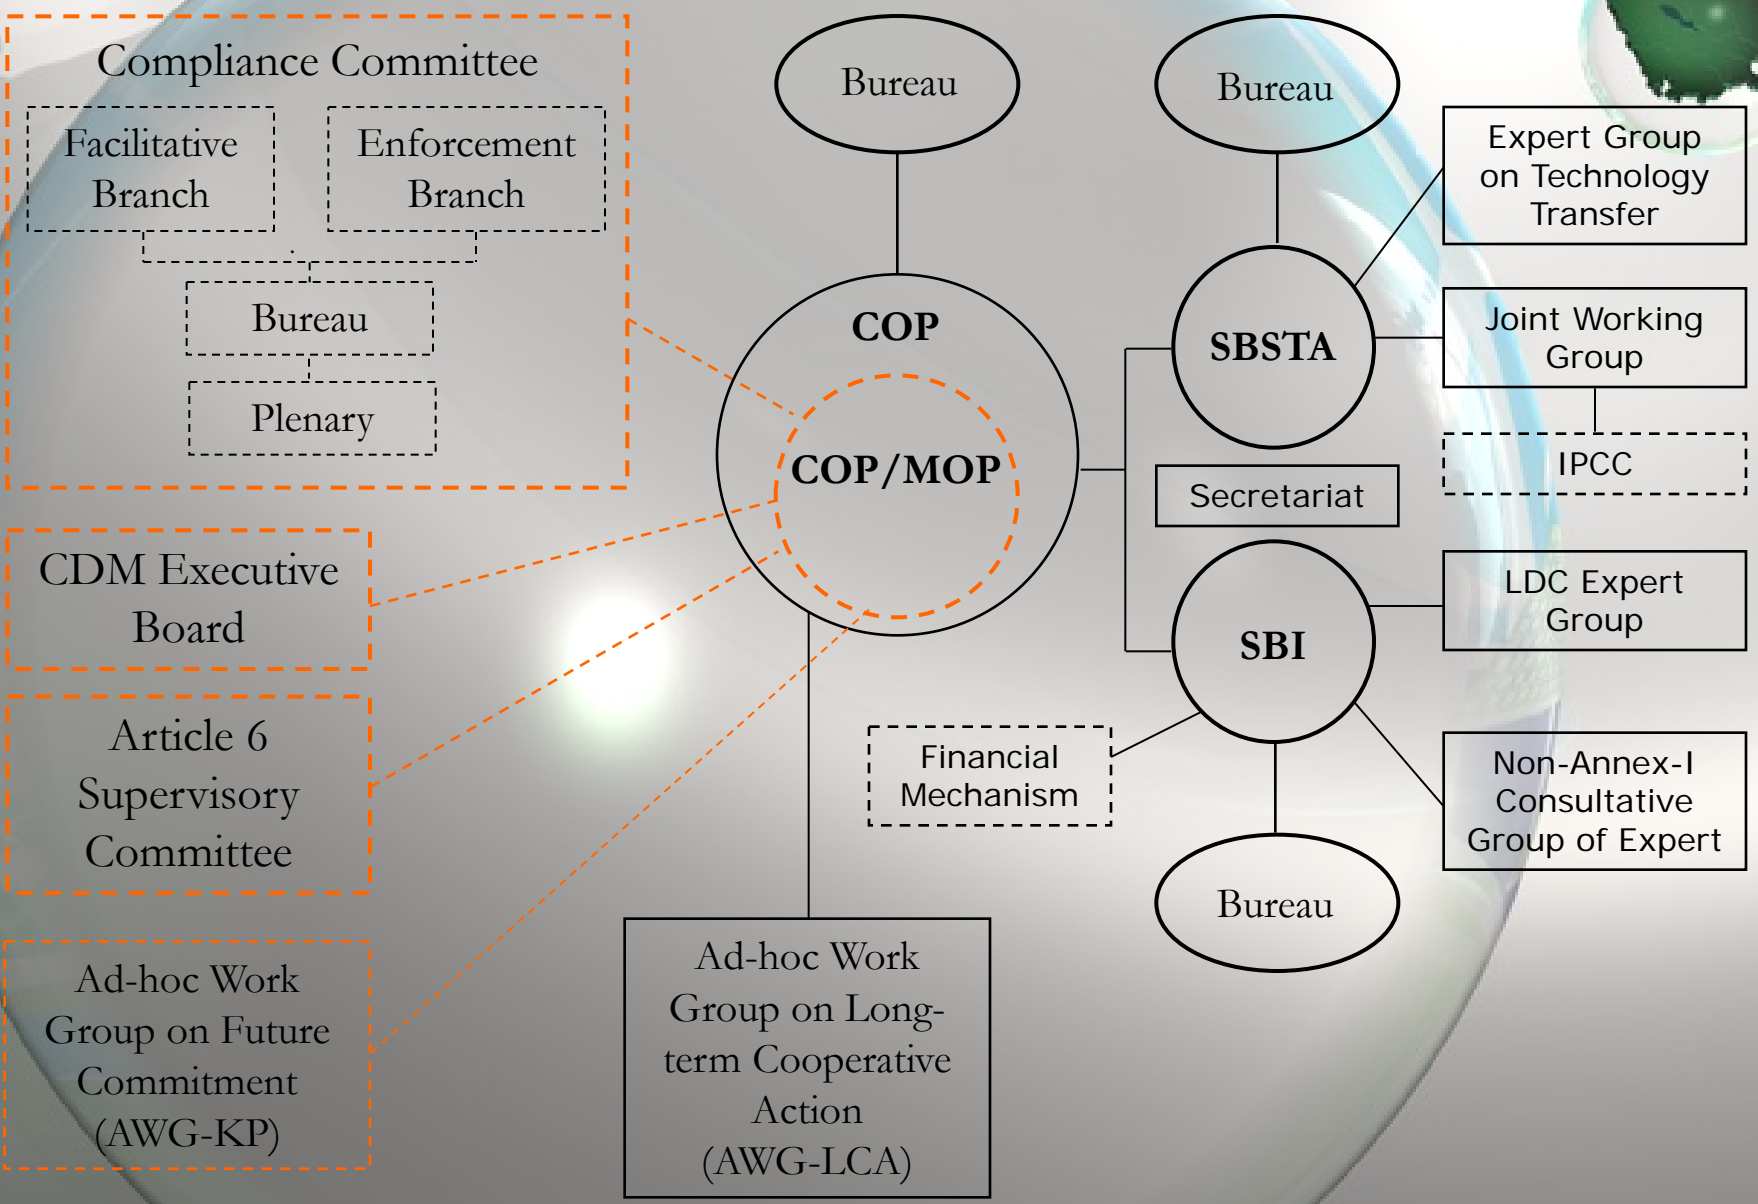 Compliance Committee
Facilitative
Branch
Enforcement
Branch
.
Bureau
Plenary
CDM Executive
Board
Article 6
Supervisory
Committee
Ad-hoc Work
Group on Future
Commitment
(AWG-KP)
Bureau
COP
COP/MOP
Ad-hoc Work
Group on Long-
term Cooperative
Action
(AWG-LCA)
Bureau
SBSTA
Secretariat
SBI
Financial
Mechanism
Bureau
Expert Group
on Technology
Transfer
Joint Working
Group
IPCC
LDC Expert
Group
Non-Annex-I
Consultative
Group of Expert